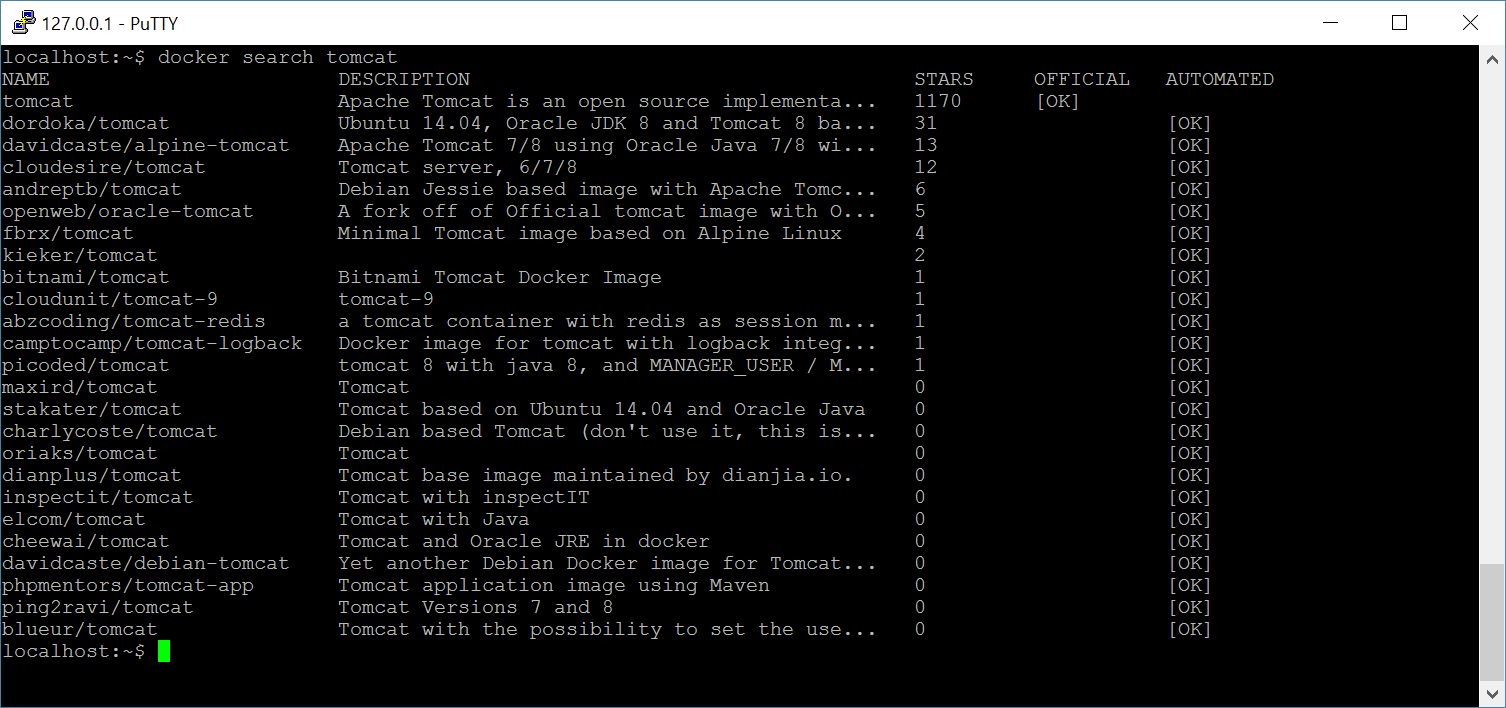 127.0.0.1 - PuTTY
localhost:~$ docker search tomcat
NAME                        DESCRIPTION                                     STARS     OFFICIAL   AUTOMATED
tomcat                      Apache Tomcat is an open source implementa...   1170      [OK]
dordoka/tomcat              Ubuntu 14.04, Oracle JDK 8 and Tomcat 8 ba...   31                   [OK]
davidcaste/alpine-tomcat    Apache Tomcat 7/8 using Oracle Java 7/8 wi...   13                   [OK]
cloudesire/tomcat           Tomcat server, 6/7/8                            12                   [OK]
andreptb/tomcat             Debian Jessie based image with Apache Tomc...   6                    [OK]
openweb/oracle-tomcat       A fork off of Official tomcat image with O...   5                    [OK]
fbrx/tomcat                 Minimal Tomcat image based on Alpine Linux      4                    [OK]
kieker/tomcat                                                               2                    [OK]
bitnami/tomcat              Bitnami Tomcat Docker Image                     1                    [OK]
cloudunit/tomcat-9          tomcat-9                                        1                    [OK]
abzcoding/tomcat-redis      a tomcat container with redis as session m...   1                    [OK]
camptocamp/tomcat-logback   Docker image for tomcat with logback integ...   1                    [OK]
picoded/tomcat              tomcat 8 with java 8, and MANAGER_USER / M...   1                    [OK]
maxird/tomcat               Tomcat                                          0                    [OK]
stakater/tomcat             Tomcat based on Ubuntu 14.04 and Oracle Java    0                    [OK]
charlycoste/tomcat          Debian based Tomcat (don't use it, this is...   0                    [OK]
oriaks/tomcat               Tomcat                                          0                    [OK]
dianplus/tomcat             Tomcat base image maintained by dianjia.io.     0                    [OK]
inspectit/tomcat            Tomcat with inspectIT                           0                    [OK]
elcom/tomcat                Tomcat with Java                                0                    [OK]
cheewai/tomcat              Tomcat and Oracle JRE in docker                 0                    [OK]
davidcaste/debian-tomcat    Yet another Debian Docker image for Tomcat...   0                    [OK]
phpmentors/tomcat-app       Tomcat application image using Maven            0                    [OK]
ping2ravi/tomcat            Tomcat Versions 7 and 8                         0                    [OK]
blueur/tomcat               Tomcat with the possibility to set the use...   0                    [OK]
localhost:~$